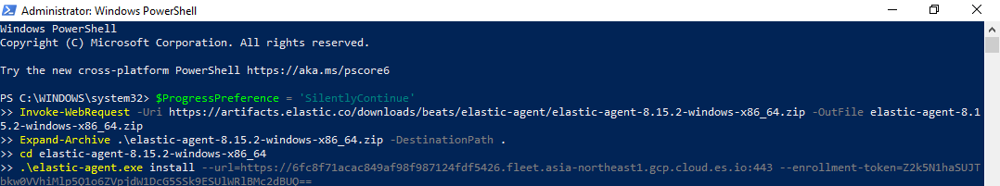 Administrator: Windows PowerShell
Windows PowerShell
Copyright (C) Microsoft Corporation. All rights reserved.
Try the new cross-platform PowerShell https://aka.ms/pscore6
PS C:\WINDOWS\system32> $ProgressPreference = 'SilentlyContinue'
>> Invoke-WebRequest -Uri https://artifacts.elastic.co/downloads/beats/elastic-agent/elastic-agent-8.15.2-windows-x86_64.zip -OutFile elastic-agent-8.1
5.2-windows-x86_64.zip
>> Expand-Archive .\elastic-agent-8.15.2-windows-x86_64.zip -DestinationPath .
>> cd elastic-agent-8.15.2-windows-x86_64
>> .\elastic-agent.exe install --url=https://6fc8f71acac849af98f987124fdf5426.fleet.asia-northeast1.gcp.cloud.es.io:443 --enrollment-token=Z2k5N1haSUJT